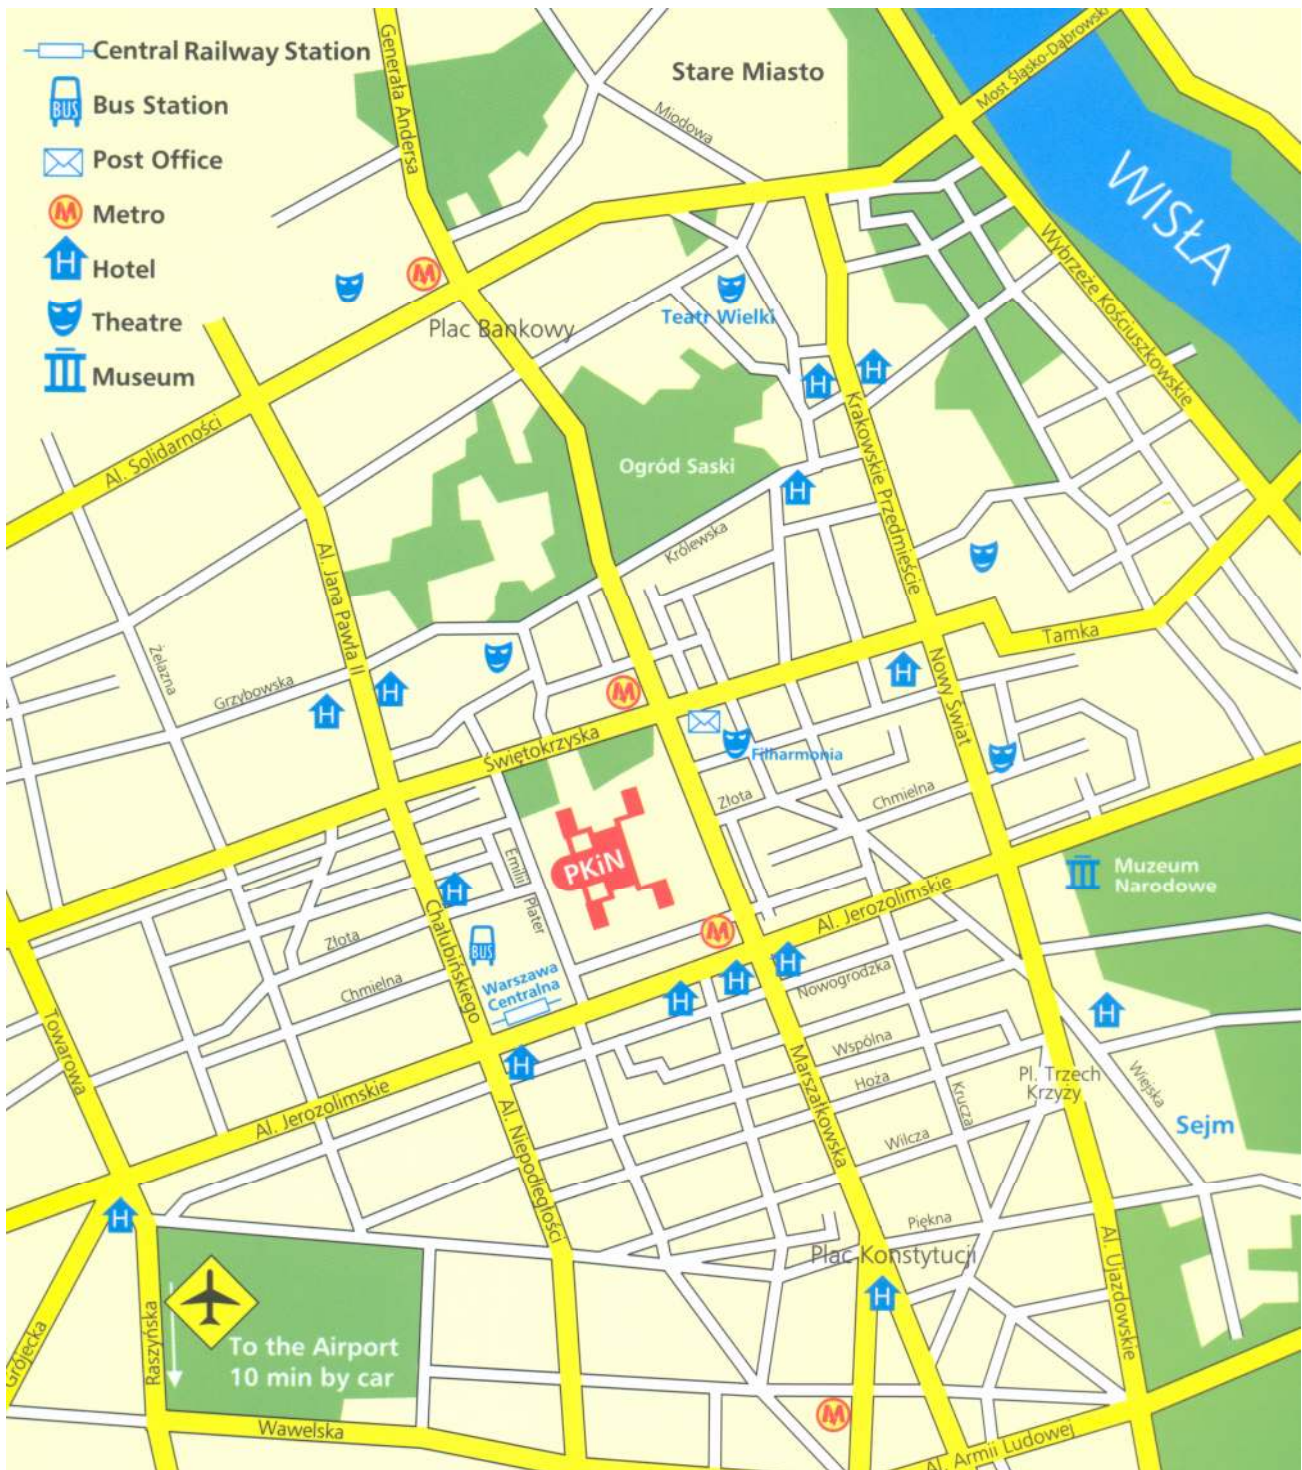 Central Railway Station
BUS
Bus Station
Post Office
M
Metro
H
Hotel
Theatre
Museum
Generała Andersa
Stare Miasto
Miodowa
Most Śląsko-Dąbrowski
WISŁA
Wybrzeże Kościuszkowskie
M
Plac Bankowy
Teatr Wielki
H
H
Krakowskie Przedmieście
Al. Solidarności
Ogród Saski
H
Królewska
Al. Jana Pawła II
Żelazna
Grzybowska
H
H
M
Tamka
H
Nowy Świat
Świętokrzyska
Filharmonia
Złota
Chmielna
PKiN
Emilii Plater
Muzeum
Narodowe
H
Chałubińskiego
BUS
Złota
Chmielna
Warszawa
Centralna
M
Al. Jerozolimskie
H
H
H
Nowogrodzka
H
Towarowa
Al. Jerozolimskie
H
Marszałkowska
Wspólna
Hoża
Krucza
Wilcza
Pl. Trzech
Krzyzy
Wiejska
Sejm
Al. Niepodległości
H
Piękna
Plac Konstytucji
H
Al. Ujazdowskie
To the Airport
10 min by car
Raszyńska
Grójecka
Wawelska
M
Al. Armii Ludowej